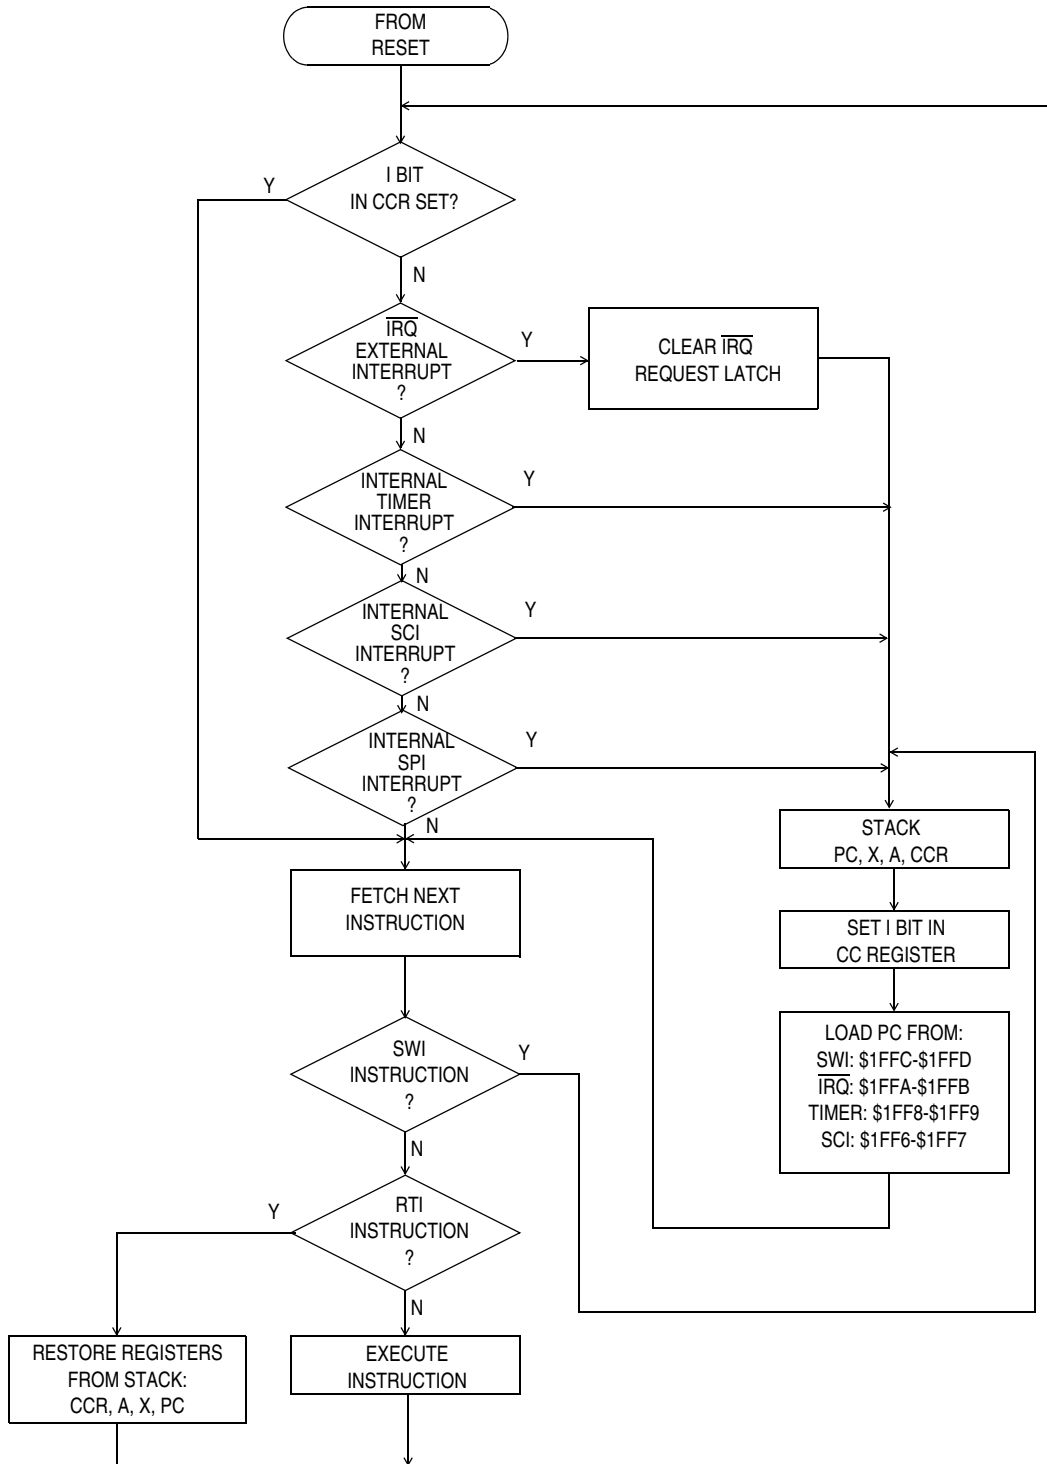 FROM
RESET
I BIT
IN CCR SET?
Y
N
IRQ
EXTERNAL
INTERRUPT
?
Y
CLEAR IRQ
REQUEST LATCH
N
INTERNAL
TIMER
INTERRUPT
?
Y
N
INTERNAL
SCI
INTERRUPT
?
Y
N
INTERNAL
SPI
INTERRUPT
?
Y
N
STACK
PC, X, A, CCR
FETCH NEXT
INSTRUCTION
SET I BIT IN
CC REGISTER
LOAD PC FROM:
SWI: $1FFC-$1FFD
IRQ: $1FFA-$1FFB
TIMER: $1FF8-$1FF9
SCI: $1FF6-$1FF7
SWI
INSTRUCTION
?
Y
N
RTI
INSTRUCTION
?
Y
N
RESTORE REGISTERS
FROM STACK:
CCR, A, X, PC
EXECUTE
INSTRUCTION